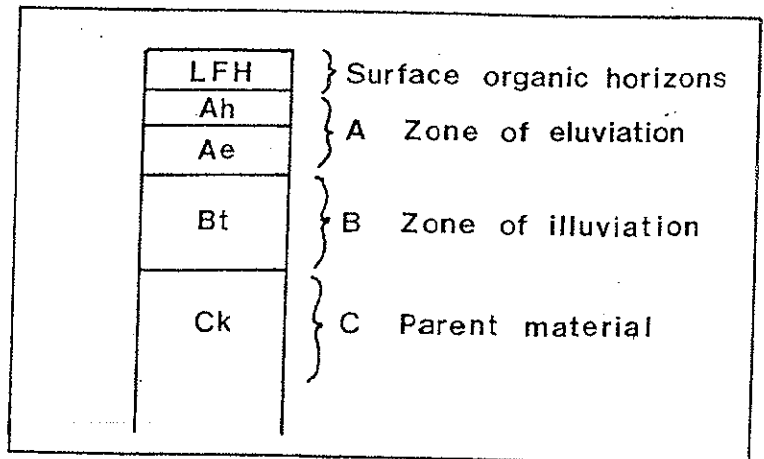 LFH Surface organic horizons
Ah
A Zone of eluviation
Ae
Bt B Zone of illuviation
Ck C Parent material